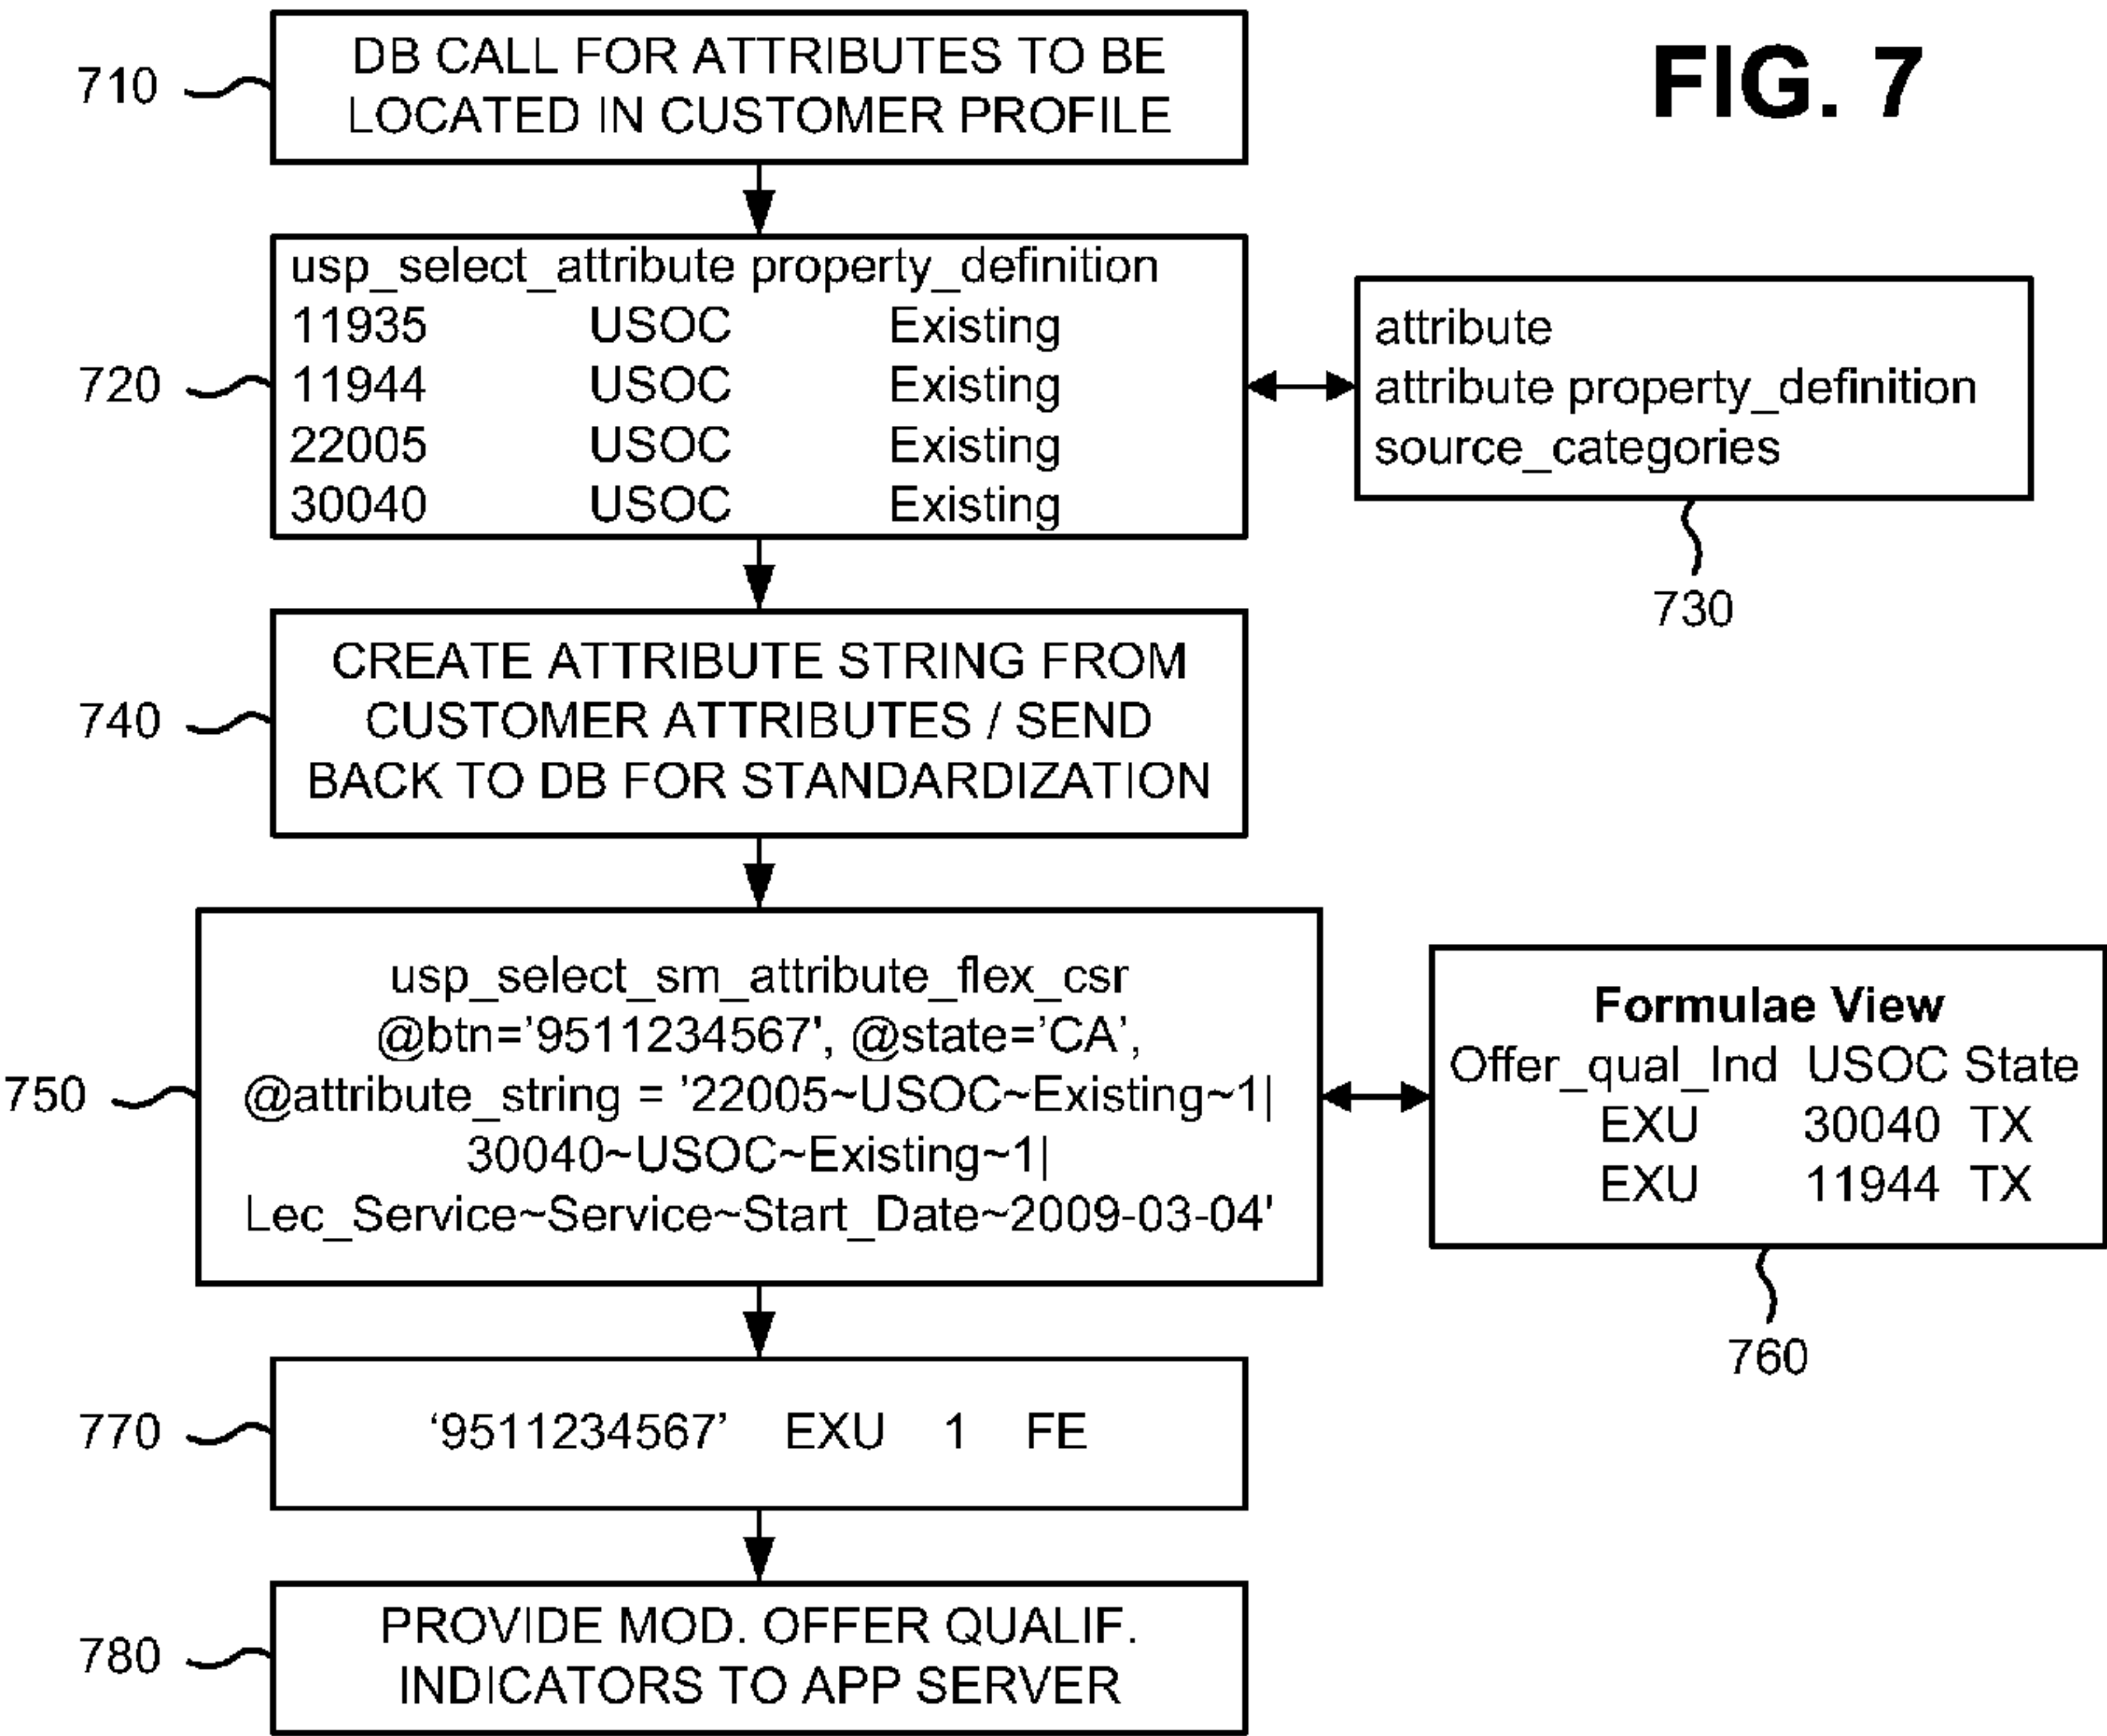 FIG. 7
710
DB CALL FOR ATTRIBUTES TO BE
LOCATED IN CUSTOMER PROFILE
720
usp_select_attribute property_definition
11935 USOC Existing
11944 USOC Existing
22005 USOC Existing
30040 USOC Existing
attribute
attribute property_definition
source_categories
730
740
CREATE ATTRIBUTE STRING FROM
CUSTOMER ATTRIBUTES / SEND
BACK TO DB FOR STANDARDIZATION
750
usp_select_sm_attribute_flex_csr
@btn='9511234567', @state='CA',
@attribute_string = '22005~USOC~Existing~1|
30040~USOC~Existing~1|
Lec_Service~Service~Start_Date~2009-03-04'
Formulae View
Offer_qual_Ind USOC State
EXU 30040 TX
EXU 11944 TX
760
770
‘9511234567’ EXU 1 FE
780
PROVIDE MOD. OFFER QUALIF.
INDICATORS TO APP SERVER